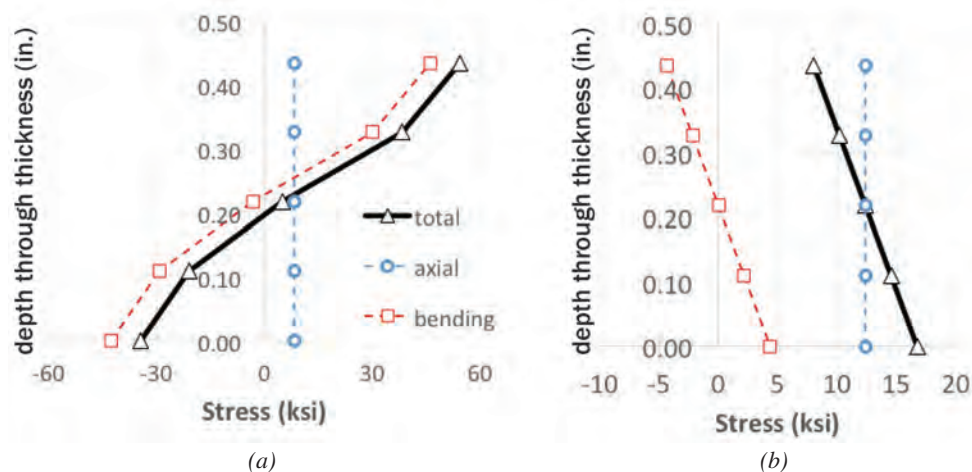 depth through thickness (in.)
0.50
0.40
0.30
0.20
0.10
0.00
-60 -30 0 30 60
Stress (ksi)
total
axial
bending
(a)
depth through thickness (in.)
0.50
0.40
0.30
0.20
0.10
0.00
-10 -5 0 5 10 15 20
Stress (ksi)
(b)